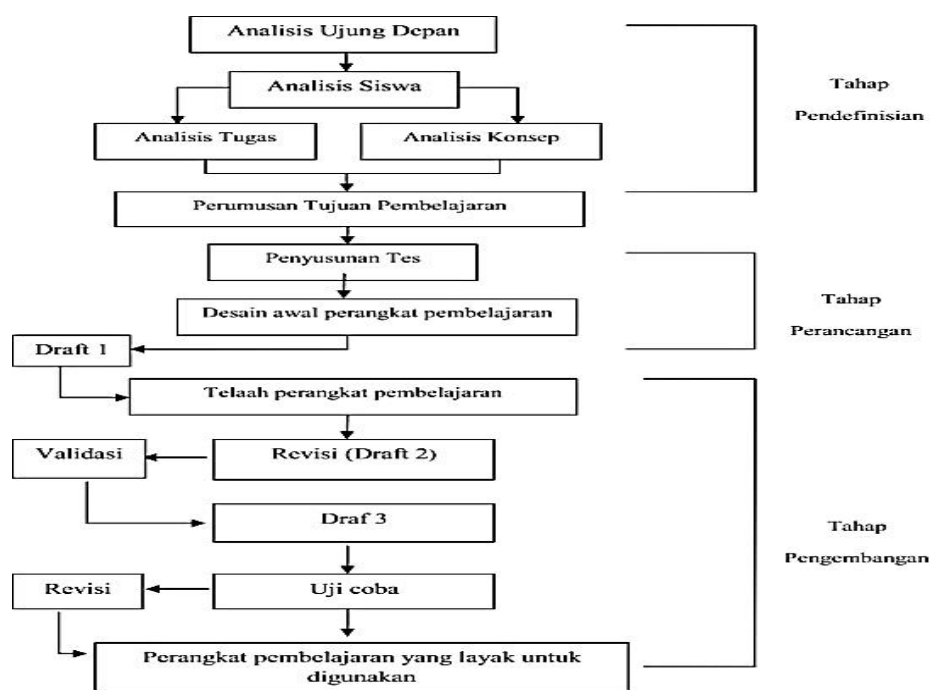 Analisis Ujung Depan
Analisis Siswa
Tahap
Pendefinisian
Analisis Tugas
Analisis Konsep
Perumusan Tujuan Pembelajaran
Penyusunan Tes
Desain awal perangkat pembelajaran
Tahap
Perancangan
Draft 1
Telaah perangkat pembelajaran
Validasi
Revisi (Draft 2)
Draf 3
Tahap
Pengembangan
Revisi
Uji coba
Perangkat pembelajaran yang layak untuk
digunakan